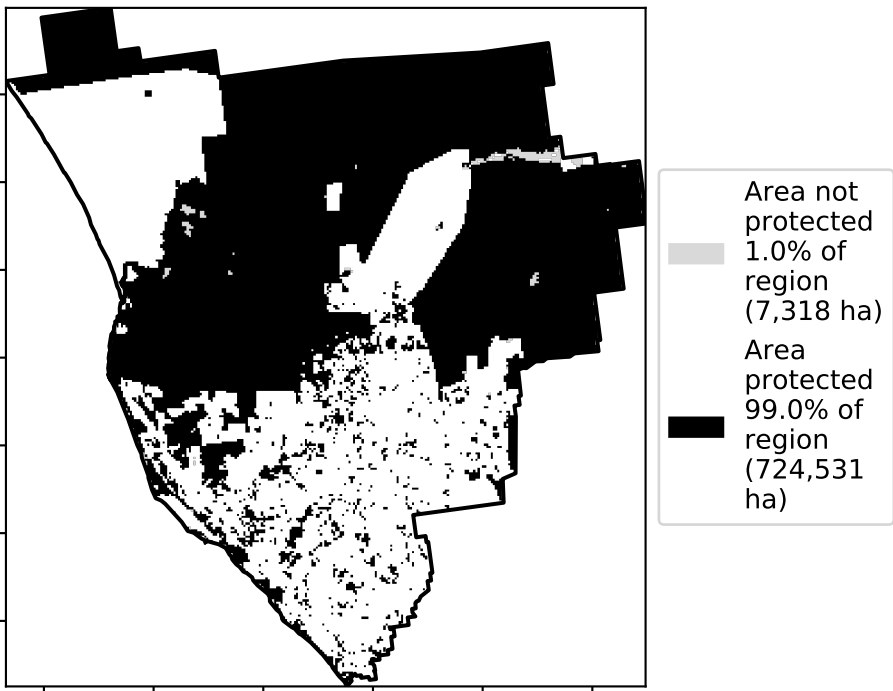 Area not
protected
1.0% of
region
(7,318 ha)
Area
protected
99.0% of
region
(724,531
ha)